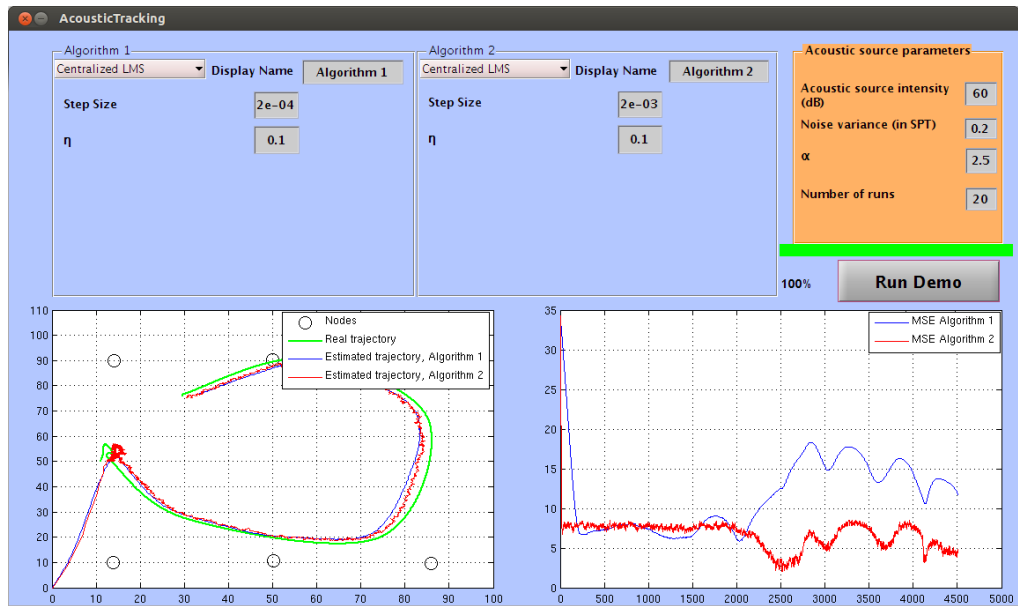 AcousticTracking
Algorithm 1
Centralized LMS
Display Name
Algorithm 1
Step Size
2e-04
η
0.1
Algorithm 2
Centralized LMS
Display Name
Algorithm 2
Step Size
2e-03
η
0.1
Acoustic source parameters
Acoustic source intensity
(dB)
60
Noise variance (in SPT)
0.2
α
2.5
Number of runs
20
100%
Run Demo
110
100
90
80
70
60
50
40
30
20
10
0
0 10 20 30 40 50 60 70 80 90 100
Nodes
Real trajectory
Estimated trajectory, Algorithm 1
Estimated trajectory, Algorithm 2
35
30
25
20
15
10
5
0
0 500 1000 1500 2000 2500 3000 3500 4000 4500 5000
MSE Algorithm 1
MSE Algorithm 2